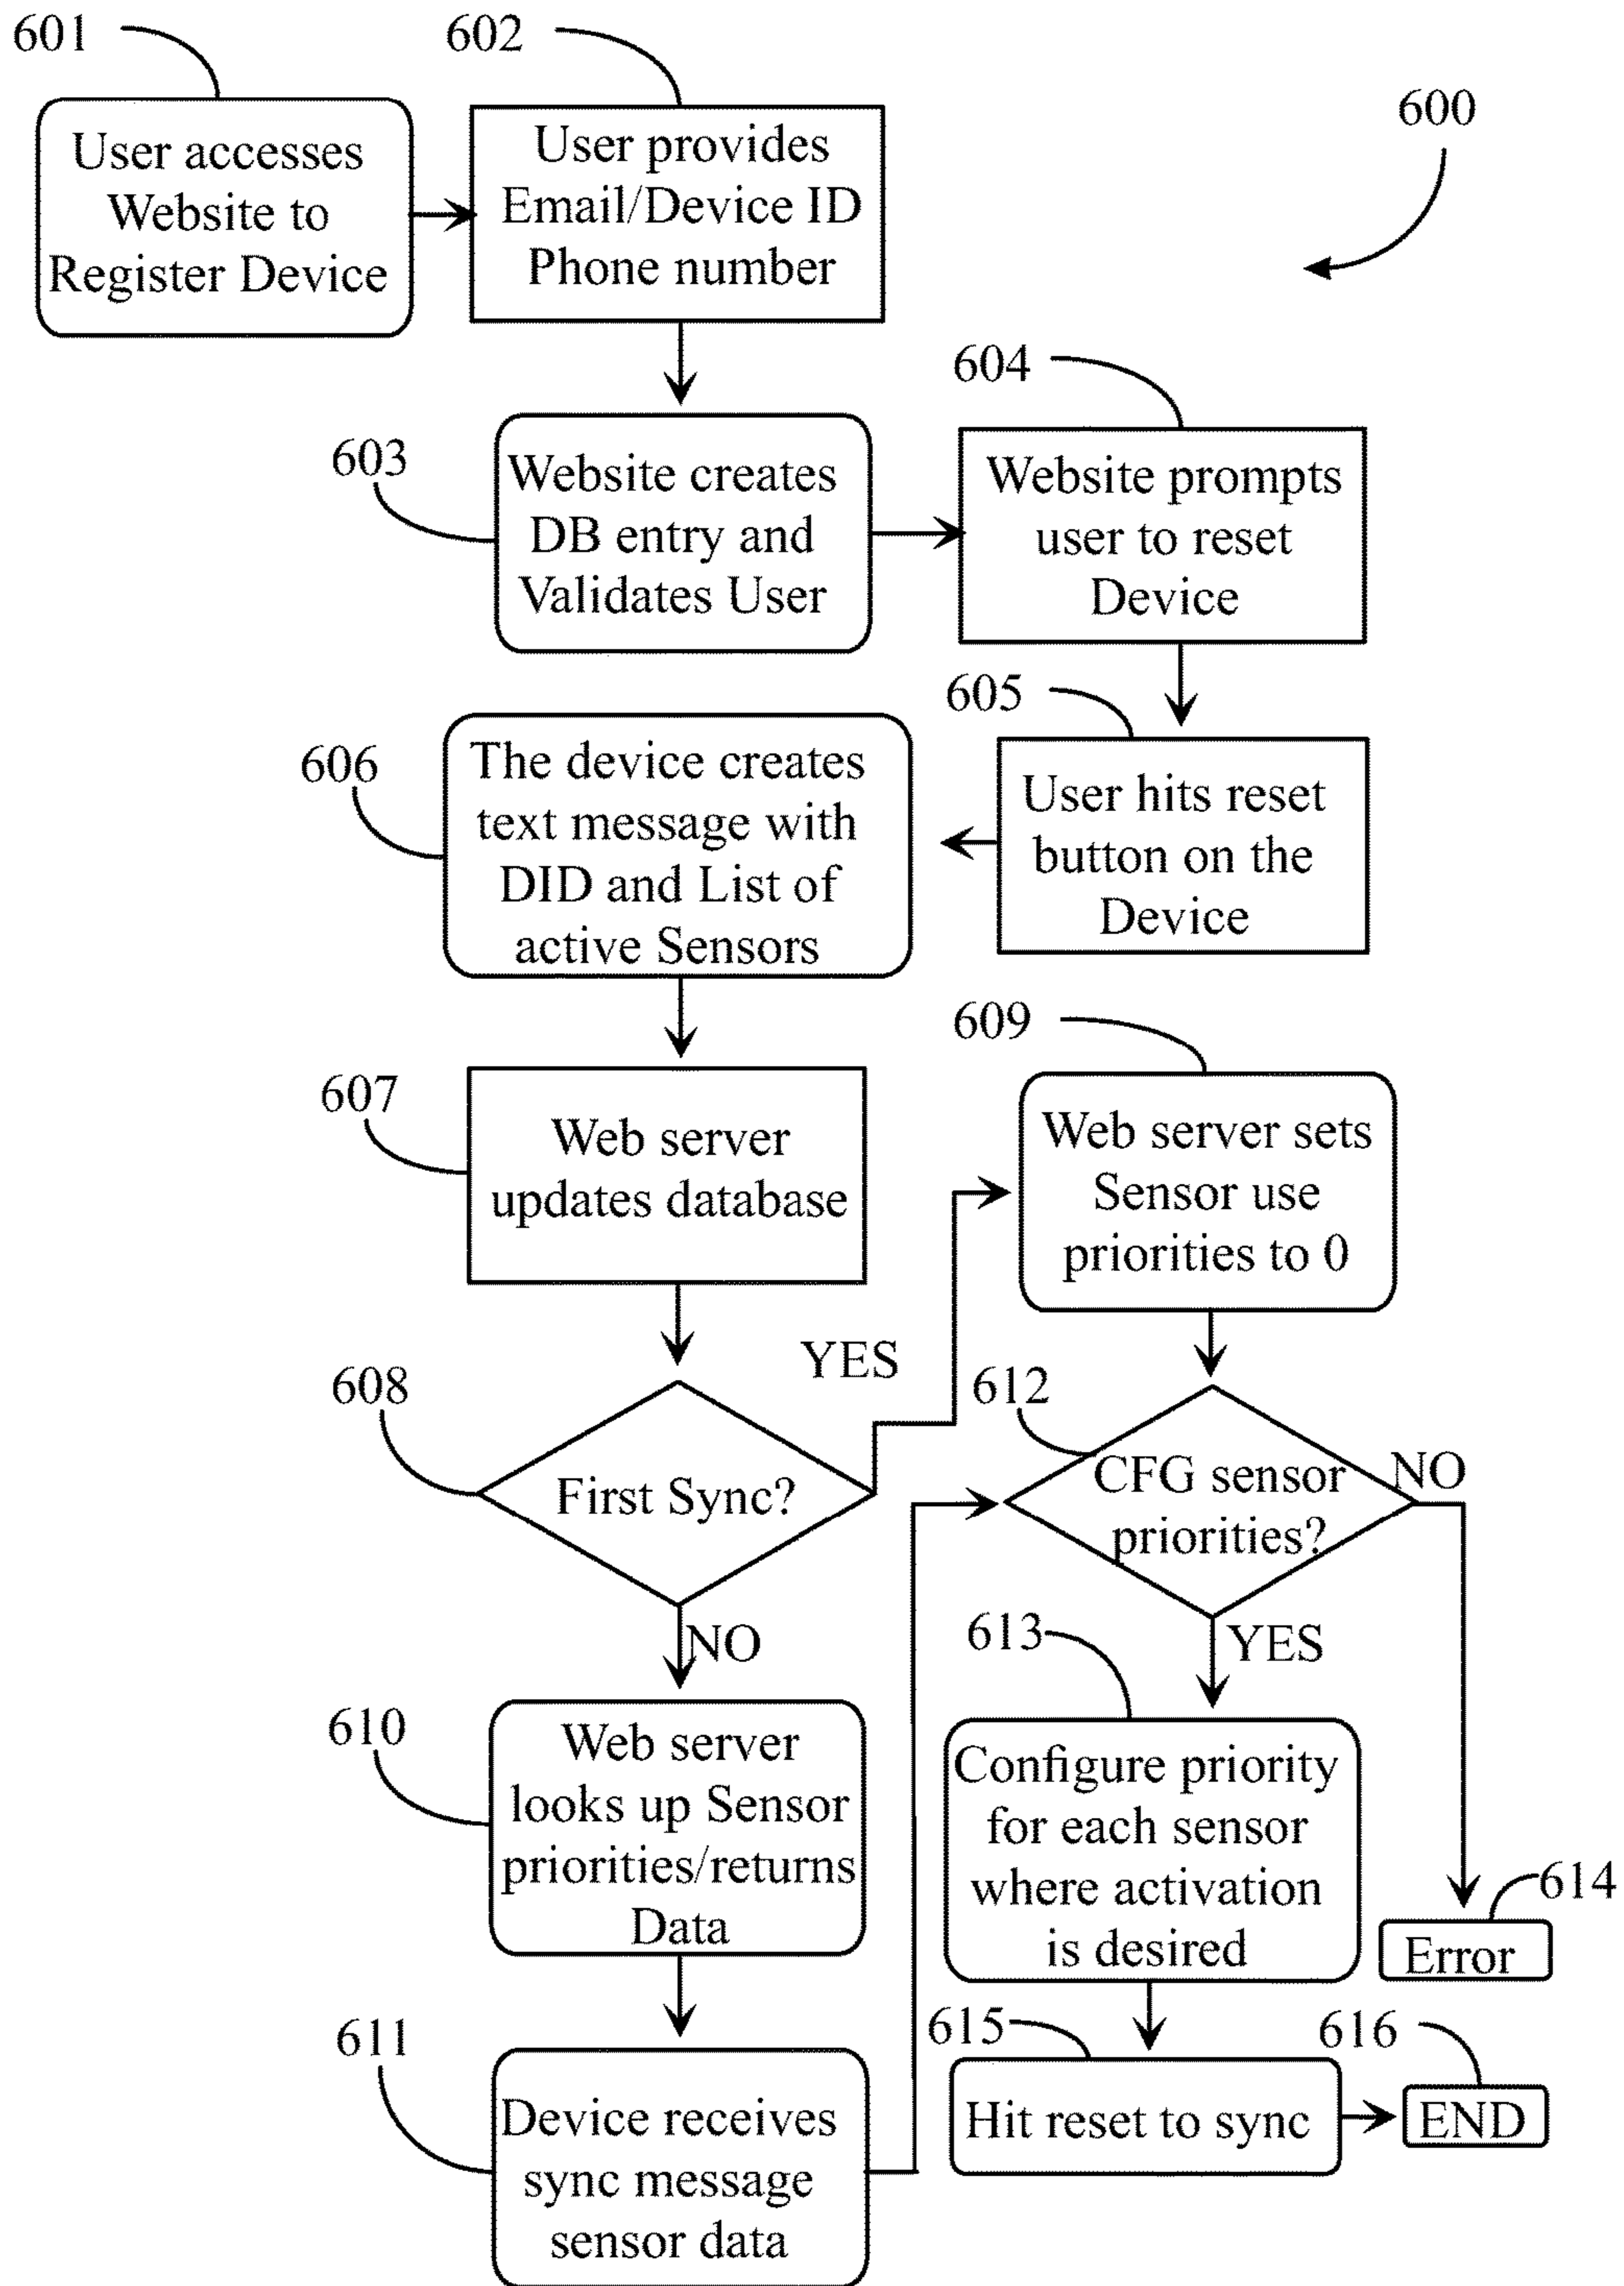 601
602
600
User accesses
Website to
Register Device
User provides
Email/Device ID
Phone number
604
603
Website creates
DB entry and
Validates User
Website prompts
user to reset
Device
605
606
The device creates
text message with
DID and List of
active Sensors
User hits reset
button on the
Device
609
607
Web server
updates database
Web server sets
Sensor use
priorities to 0
YES
608
First Sync?
612
CFG sensor
priorities?
NO
NO
613
YES
610
Web server
looks up Sensor
priorities/returns
Data
Configure priority
for each sensor
where activation
is desired
614
Error
611
Device receives
sync message
sensor data
615
Hit reset to sync
616
END